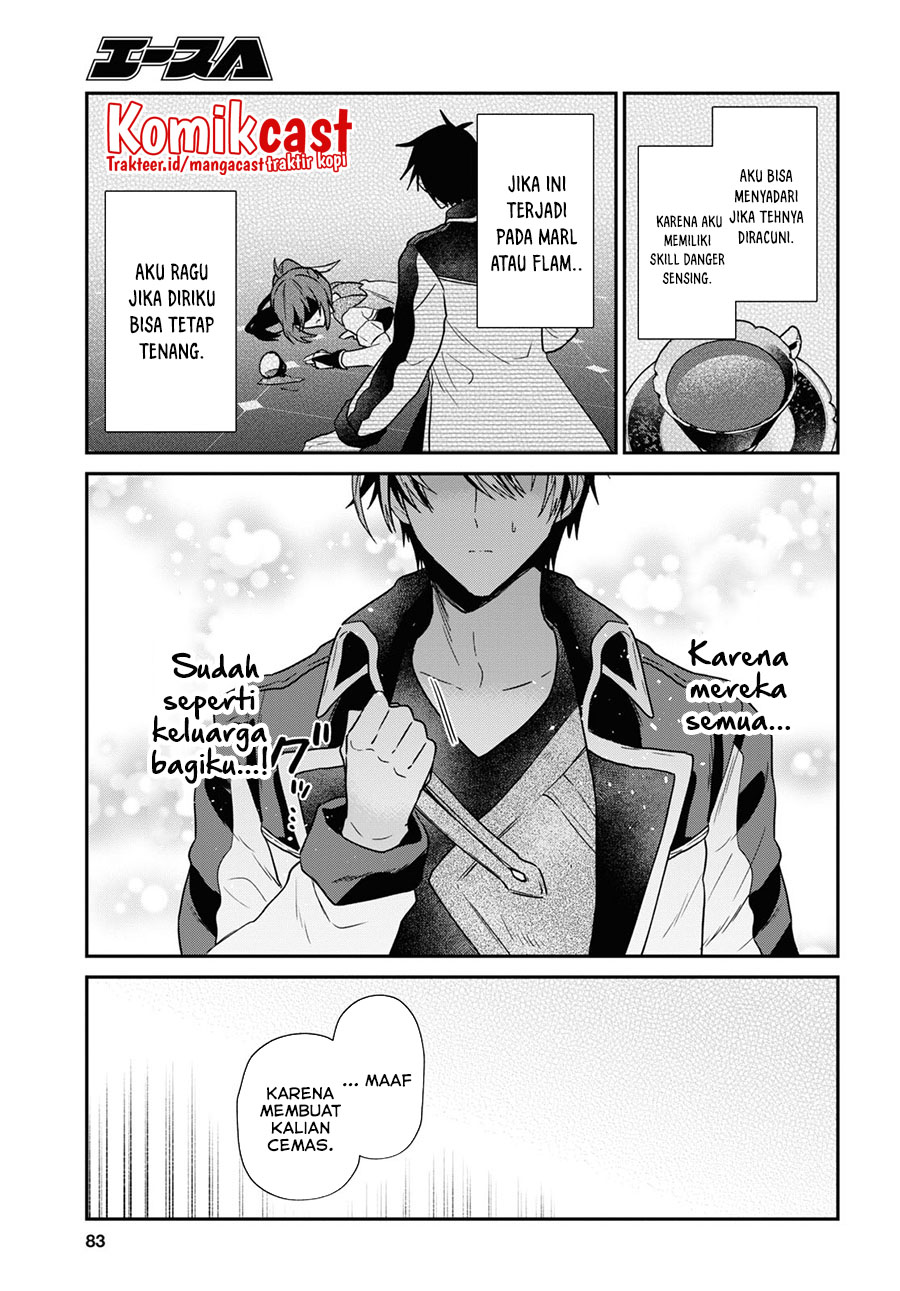 エースA
AKU BISA
MENYADARI
JIKA TEHNYA
DIRACUNI.
KARENA AKU
MEMILIKI
SKILL DANGER
SENSING.
Komikcast
Trakteer.id/mangacast traktir kopi
JIKA INI
TERJADI
PADA MARL
ATAU FLAM..
AKU RAGU
JIKA DIRIKU
BISA TETAP
TENANG.
Karena
mereka
semua...
Sudah
seperti
keluarga
bagiku...!
グッ…
... MAAF
KARENA
MEMBUAT
KALIAN
CEMAS.
83